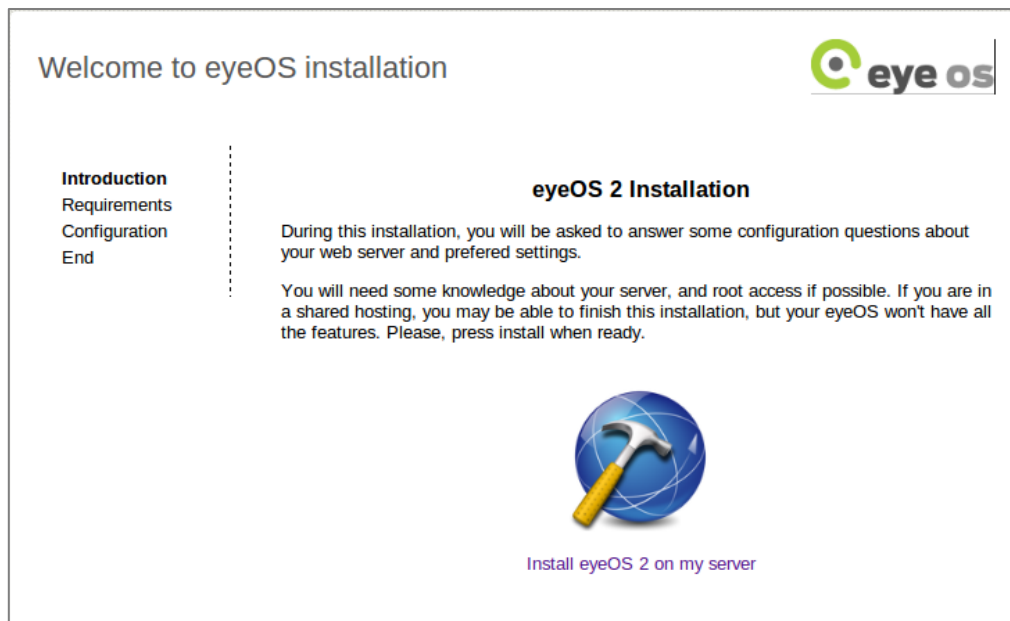 Welcome to eyeOS installation
eye os
Introduction
Requirements
Configuration
End
eyeOS 2 Installation
During this installation, you will be asked to answer some configuration questions about
your web server and prefered settings.
You will need some knowledge about your server, and root access if possible. If you are in
a shared hosting, you may be able to finish this installation, but your eyeOS won't have all
the features. Please, press install when ready.
Install eyeOS 2 on my server